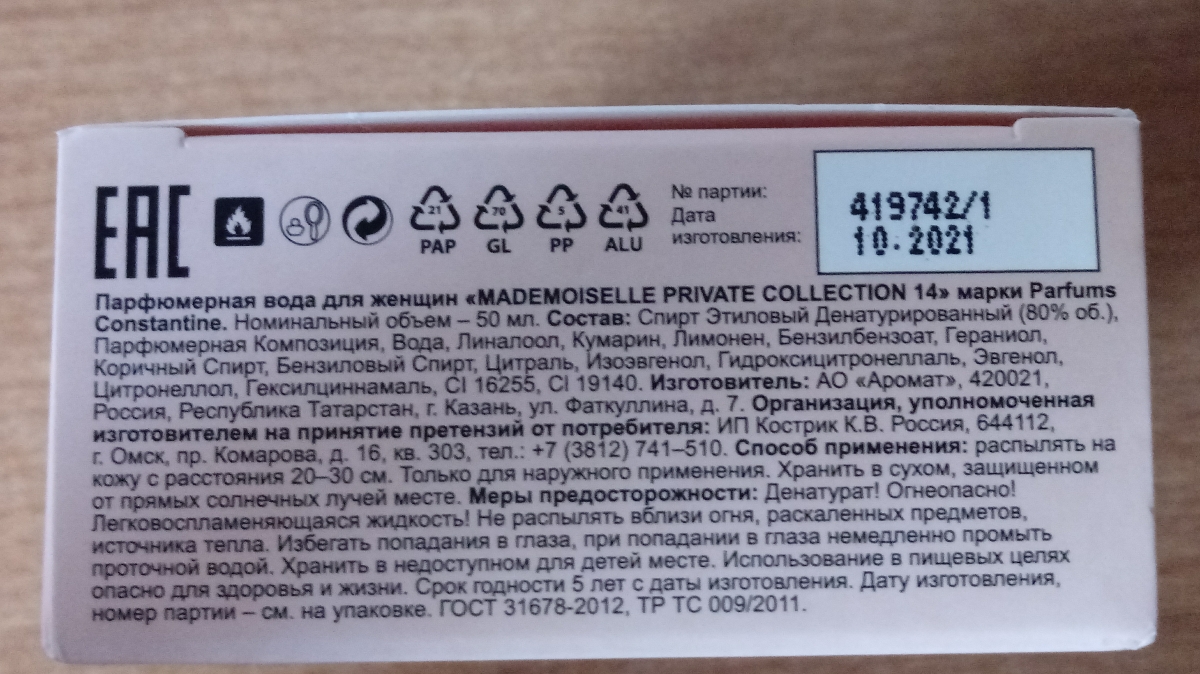 EAC
21
PAP
70
GL
5
PP
41
ALU
№ партии:
Дата
изготовления:
419742/1
10.2021
Парфюмерная вода для женщин «MADEMOISELLE PRIVATE COLLECTION 14» марки Parfums
Constantine. Номинальный объем – 50 мл. Состав: Спирт Этиловый Денатурированный (80% об.),
Парфюмерная Композиция, Вода, Линалоол, Кумарин, Лимонен, Бензилбензоат, Гераниол,
Коричный Спирт, Бензиловый Спирт, Цитраль, Изоэвгенол, Гидроксицитронеллаль, Эвгенол,
Цитронеллол, Гексилциннамаль, CI 16255, CI 19140. Изготовитель: АО «Аромат», 420021,
Россия, Республика Татарстан, г. Казань, ул. Фаткуллина, д. 7. Организация, уполномоченная
изготовителем на принятие претензий от потребителя: ИП Кострик К.В. Россия, 644112,
г. Омск, пр. Комарова, д. 16, кв. 303, тел.: +7 (3812) 741–510. Способ применения: распылять на
кожу с расстояния 20–30 см. Только для наружного применения. Хранить в сухом, защищенном
от прямых солнечных лучей месте. Меры предосторожности: Денатурат! Огнеопасно!
Легковоспламеняющаяся жидкость! Не распылять вблизи огня, раскаленных предметов,
источника тепла. Избегать попадания в глаза, при попадании в глаза немедленно промыть
проточной водой. Хранить в недоступном для детей месте. Использование в пищевых целях
опасно для здоровья и жизни. Срок годности 5 лет с даты изготовления. Дату изготовления,
номер партии – см. на упаковке. ГОСТ 31678-2012, ТР ТС 009/2011.